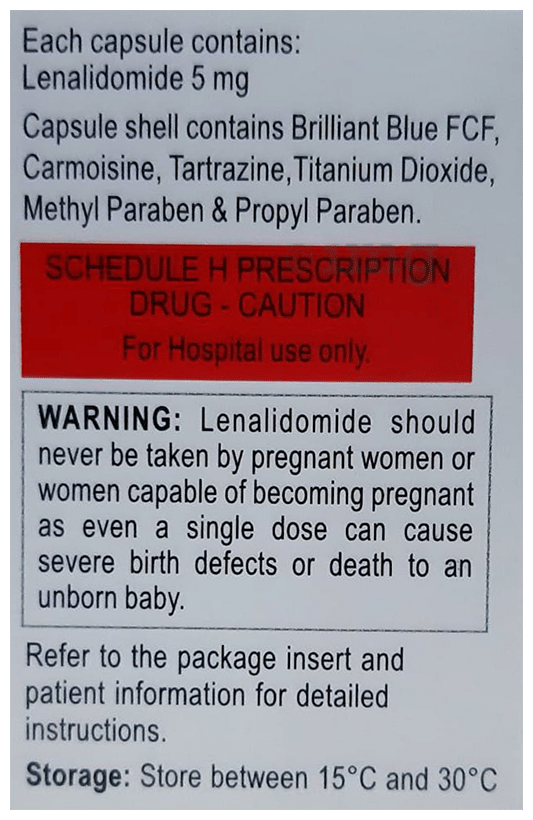 Each capsule contains:
Lenalidomide 5 mg
Capsule shell contains Brilliant Blue FCF,
Carmoisine, Tartrazine, Titanium Dioxide,
Methyl Paraben & Propyl Paraben.
SCHEDULE H PRESCRIPTION
DRUG - CAUTION
For Hospital use only.
WARNING: Lenalidomide should
never be taken by pregnant women or
women capable of becoming pregnant
as even a single dose can cause
severe birth defects or death to an
unborn baby.
Refer to the package insert and
patient information for detailed
instructions.
Storage: Store between 15°C and 30°C